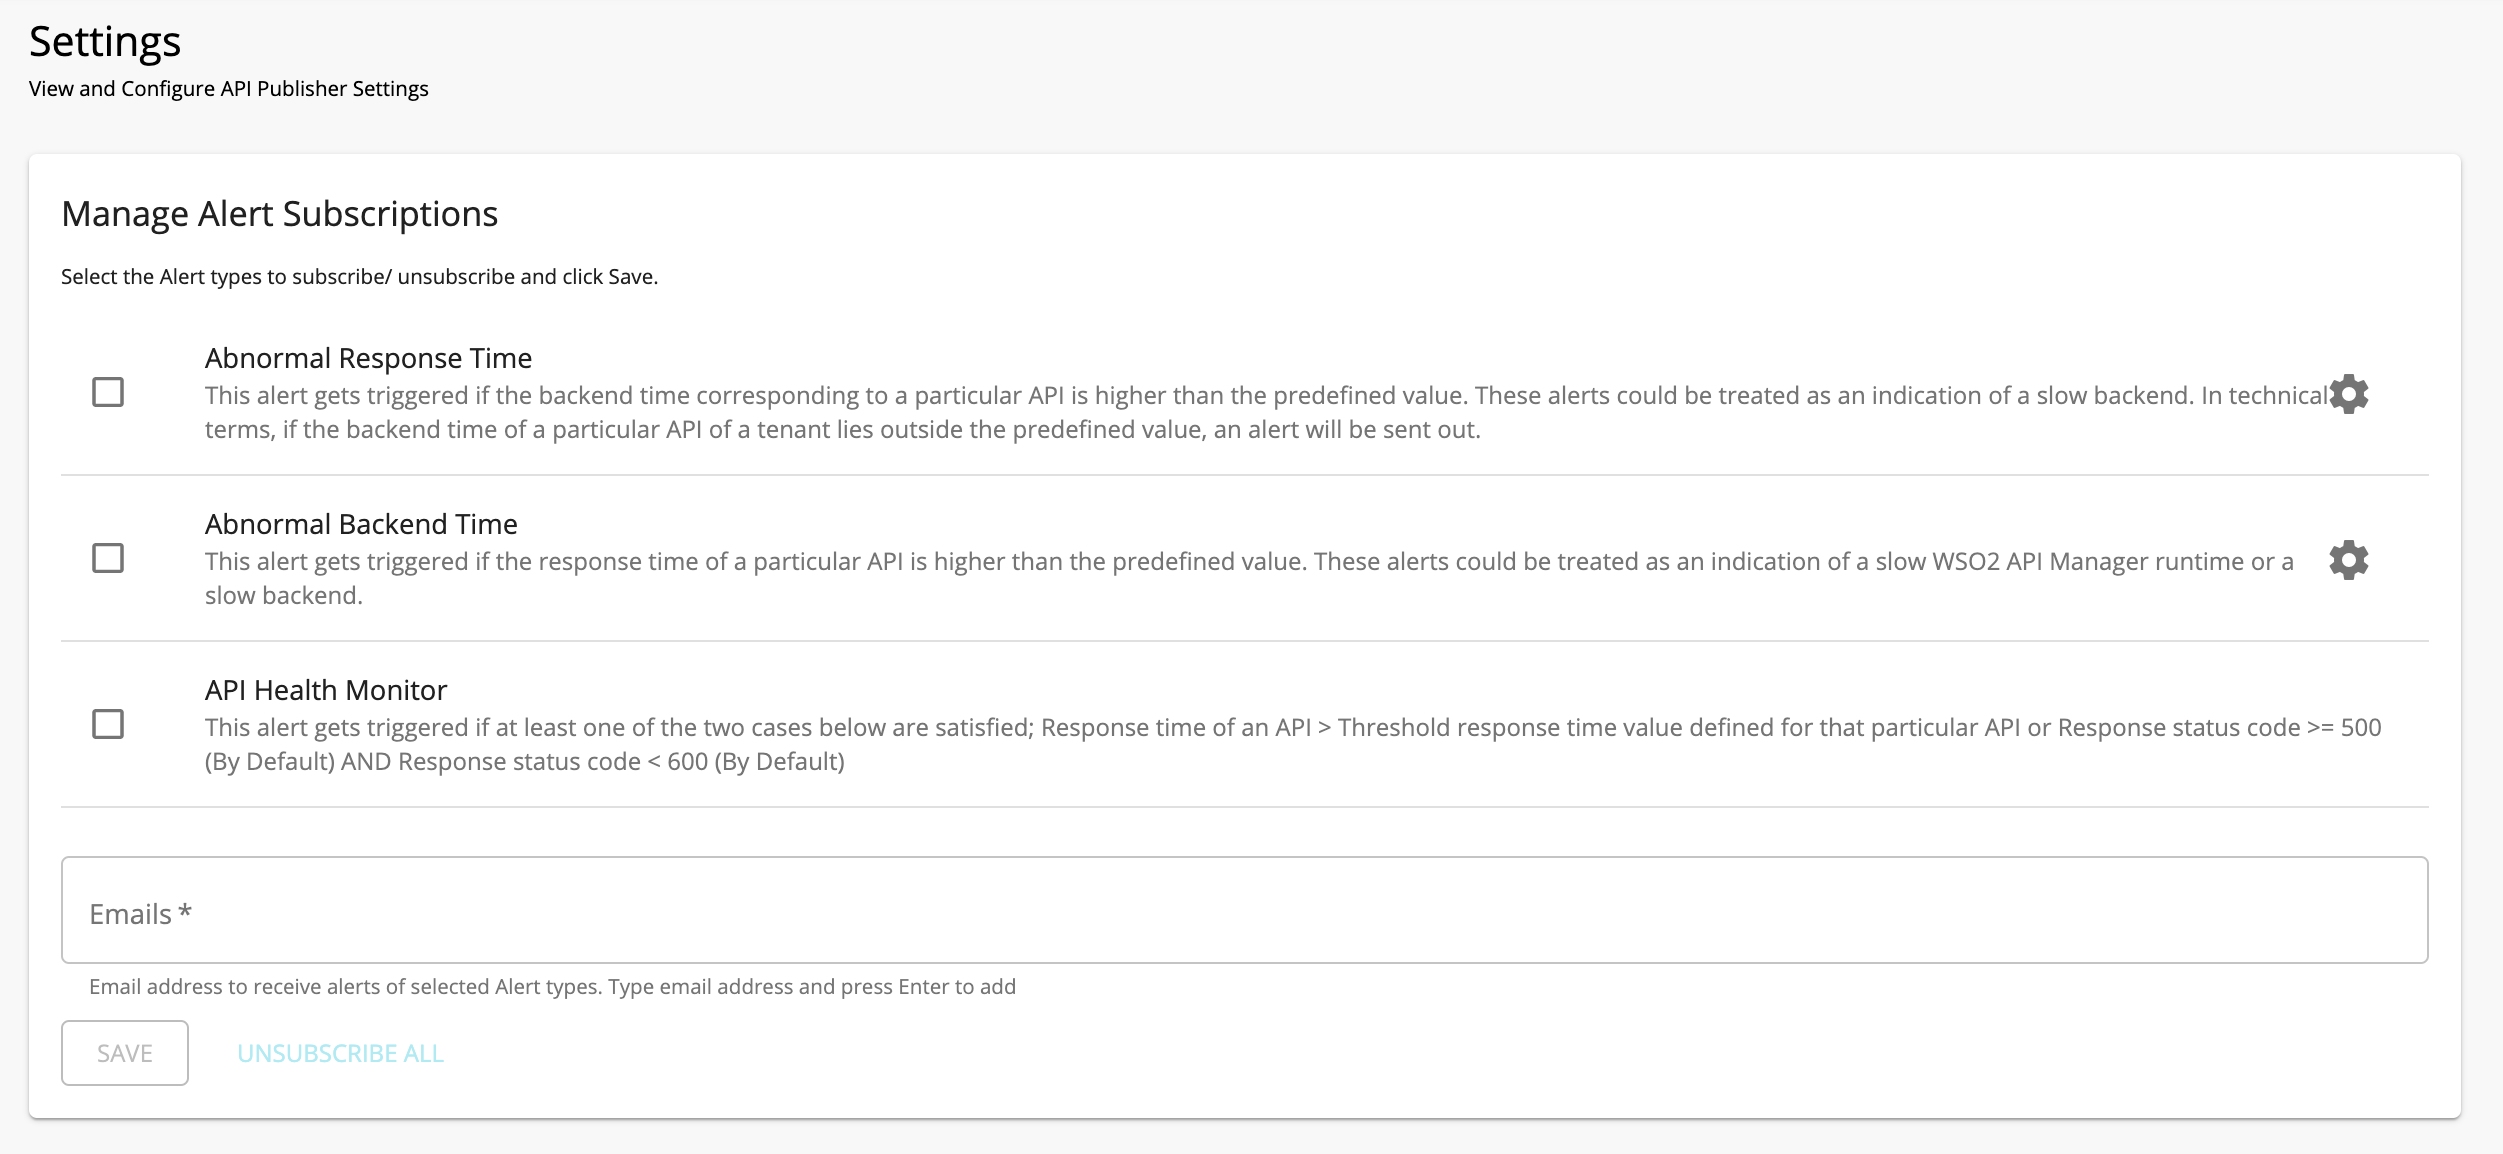 Settings
View and Configure API Publisher Settings
Manage Alert Subscriptions
Select the Alert types to subscribe/ unsubscribe and click Save.
Abnormal Response Time
This alert gets triggered if the backend time corresponding to a particular API is higher than the predefined value. These alerts could be treated as an indication of a slow backend. In technical
terms, if the backend time of a particular API of a tenant lies outside the predefined value, an alert will be sent out.
Abnormal Backend Time
This alert gets triggered if the response time of a particular API is higher than the predefined value. These alerts could be treated as an indication of a slow WSO2 API Manager runtime or a
slow backend.
API Health Monitor
This alert gets triggered if at least one of the two cases below are satisfied; Response time of an API > Threshold response time value defined for that particular API or Response status code >= 500
(By Default) AND Response status code < 600 (By Default)
Emails *
Email address to receive alerts of selected Alert types. Type email address and press Enter to add
SAVE UNSUBSCRIBE ALL